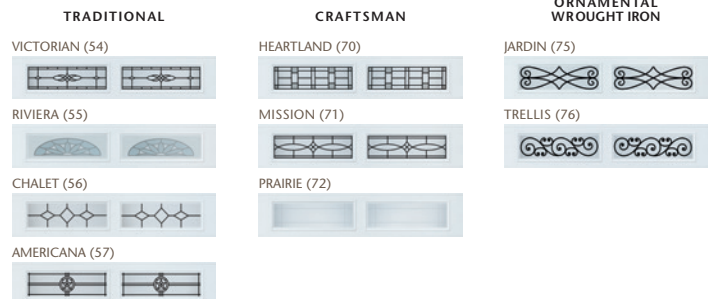 TRADITIONAL
VICTORIAN (54)
RIVIERA (55)
CHALET (56)
AMERICANA (57)
CRAFTSMAN
HEARTLAND (70)
MISSION (71)
PRAIRIE (72)
ORNAMENTAL
WROUGHT IRON
JARDIN (75)
TRELLIS (76)